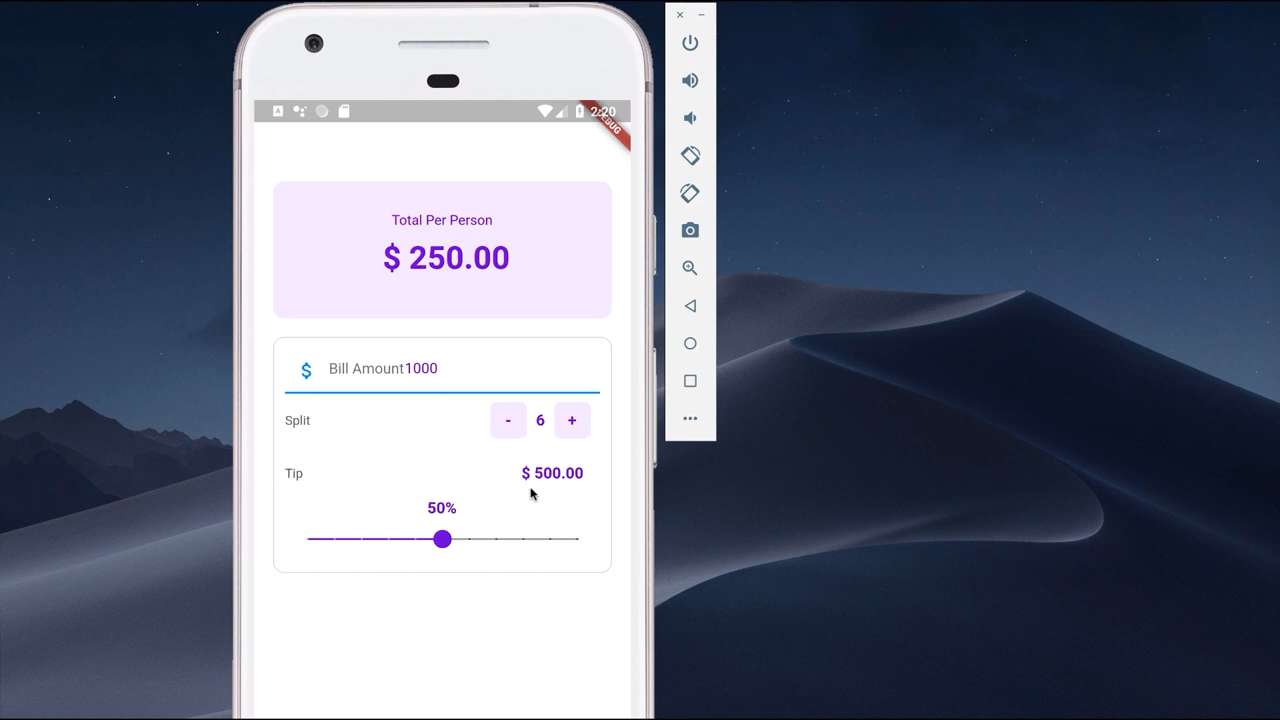 2:20
DEBUG
Total Per Person
$ 250.00
$ Bill Amount1000
Split - 6 +
Tip $ 500.00
50%